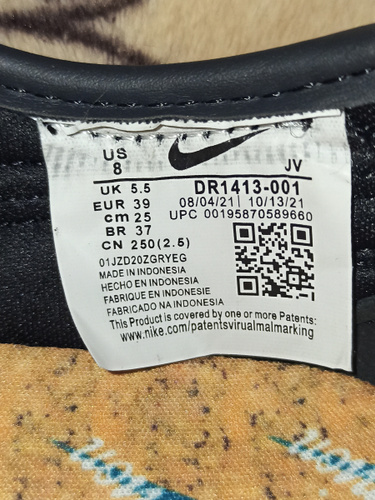 US
8
JV
UK 5.5
DR1413-001
EUR 39
08/04/21 10/13/21
cm 25
UPC 00195870589660
BR 37
CN 250(2.5)
01JZD20ZGRYEG
MADE IN INDONESIA
HECHO EN INDONESIA
FABRIQUE EN INDONESIE
FABRICADO NA INDONESIA
This Product is covered by one or more Patents:
www.nike.com/patentsvirualmalmarking